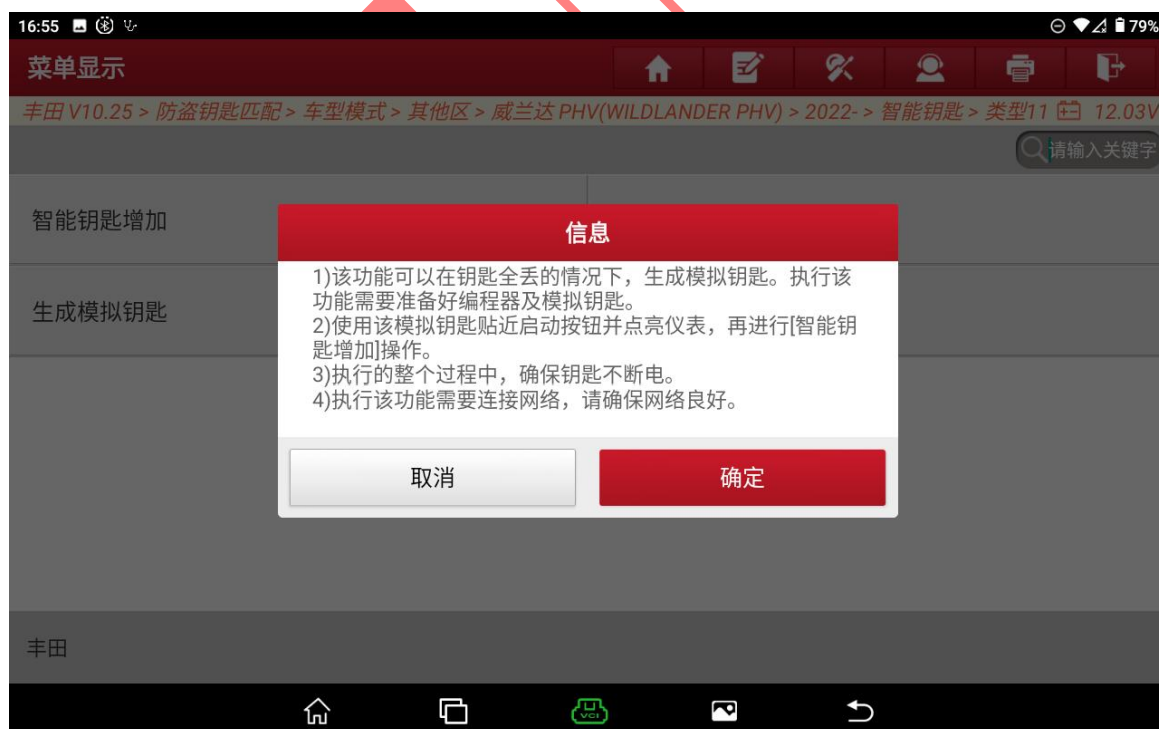 16:55
79%
菜单显示
丰田 V10.25 > 防盗钥匙匹配 > 车型模式 > 其他区 > 威兰达 PHV(WILDLANDER PHV) > 2022- > 智能钥匙 > 类型11 12.03V
请输入关键字
智能钥匙增加
生成模拟钥匙
信息
1)该功能可以在钥匙全丢的情况下，生成模拟钥匙。执行该
功能需要准备好编程器及模拟钥匙。
2)使用该模拟钥匙贴近启动按钮并点亮仪表，再进行[智能钥
匙增加]操作。
3)执行的整个过程中，确保钥匙不断电。
4)执行该功能需要连接网络，请确保网络良好。
取消
确定
丰田
VCI